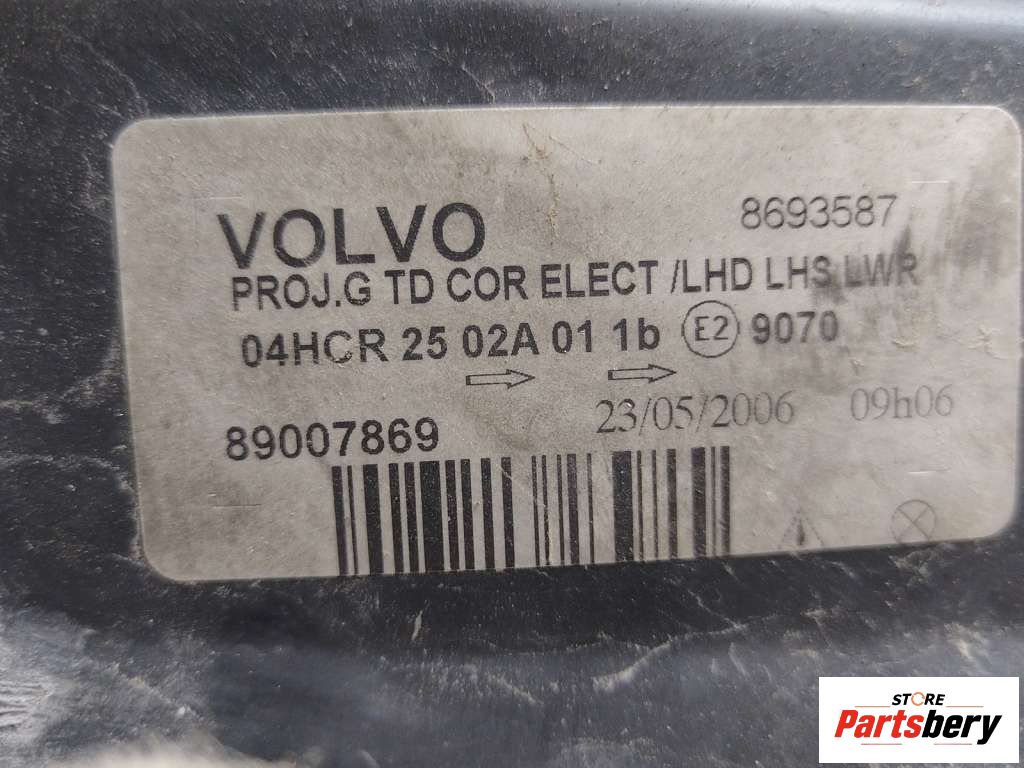 VOLVO 8693587
PROJ.G TD COR ELECT /LHD LHS LWR
04HCR 25 02A 01 1b E2 9070
23/05/2006 09h06
89007869
STORE
Partsbery